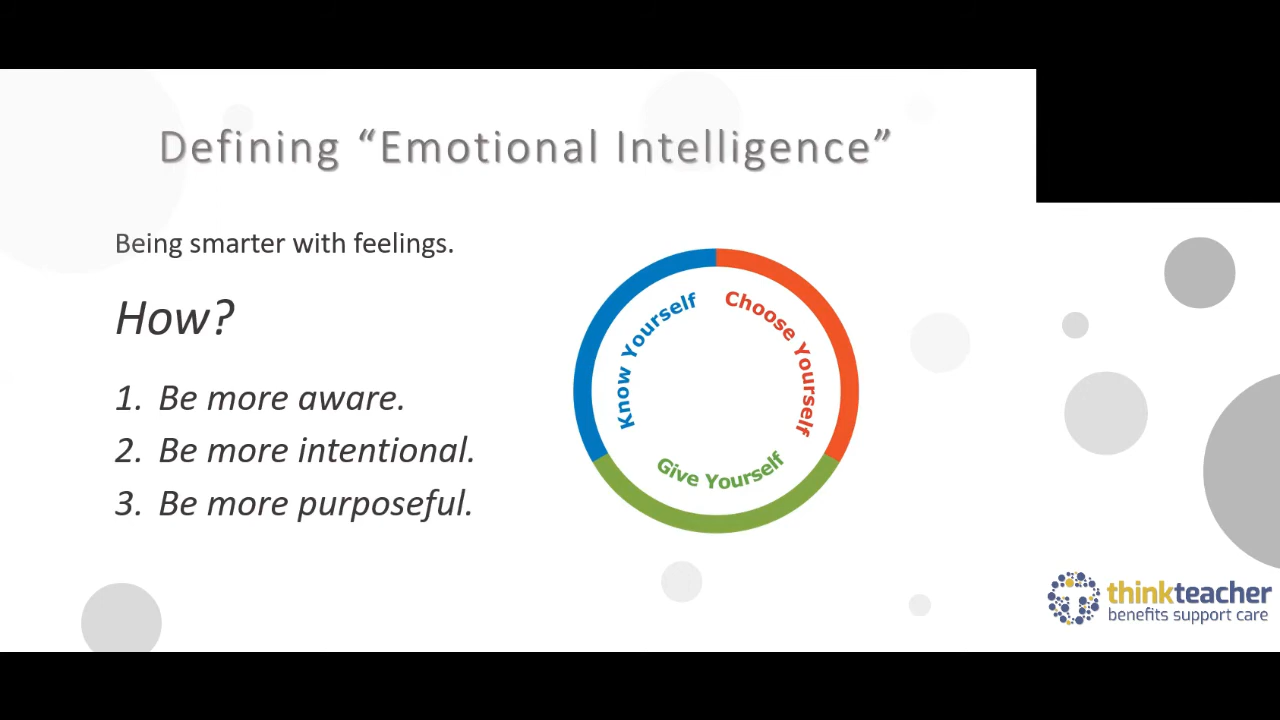 Defining “Emotional Intelligence”
Being smarter with feelings.
How?
1. Be more aware.
2. Be more intentional.
3. Be more purposeful.
Know Yourself
Choose Yourself
Give Yourself
thinkteacher
benefits support care